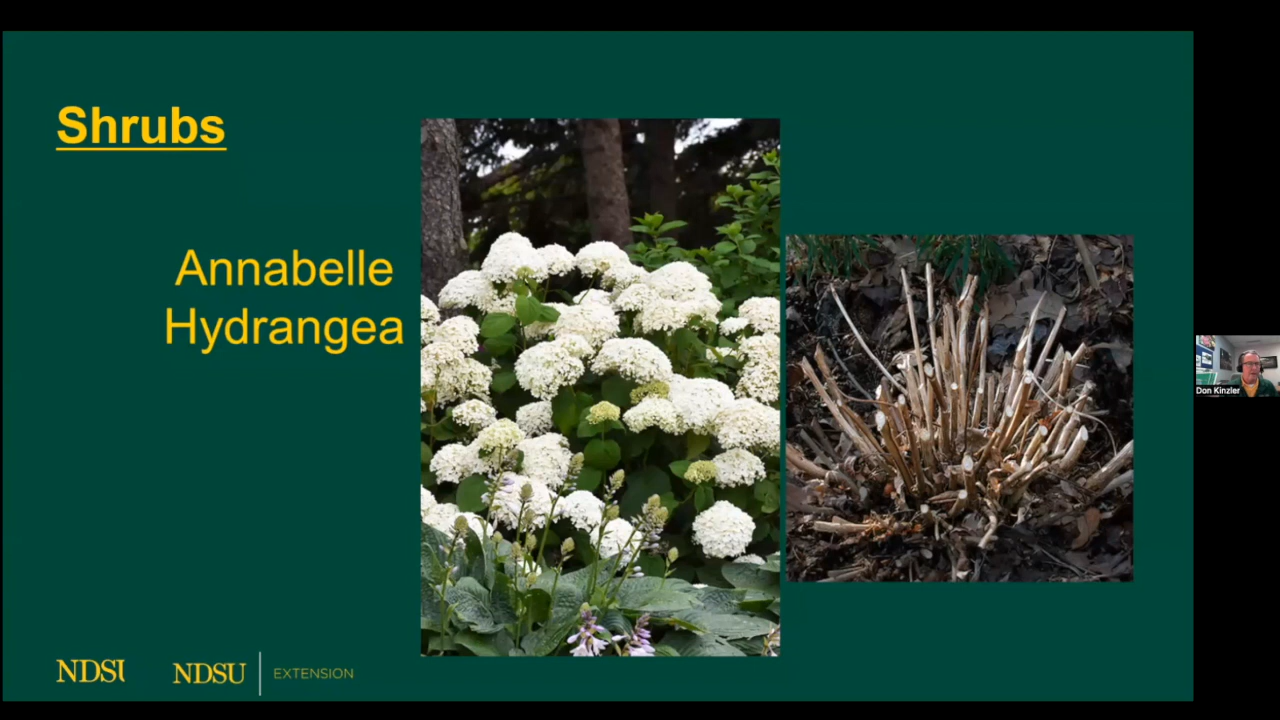 Shrubs
Annabelle
Hydrangea
Don Kinzler
NDSU
NDSU EXTENSION